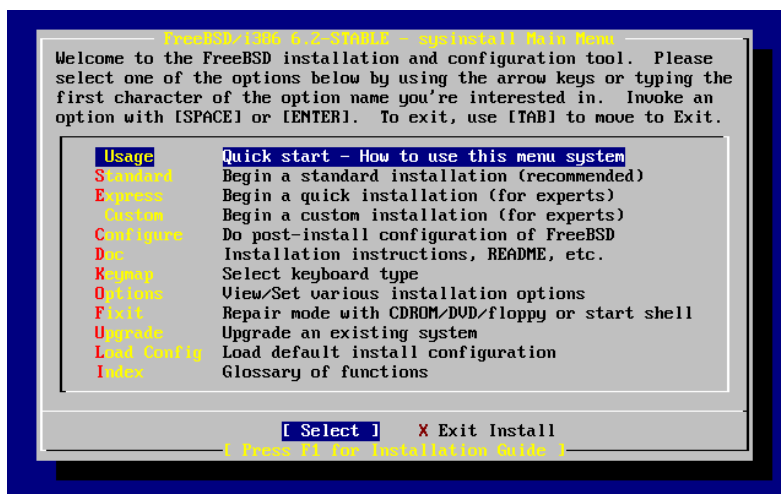 FreeBSD/i386 6.2-STABLE - sysinstall Main Menu
Welcome to the FreeBSD installation and configuration tool.  Please
select one of the options below by using the arrow keys or typing the
first character of the option name you're interested in.  Invoke an
option with [SPACE] or [ENTER].  To exit, use [TAB] to move to Exit.
Usage Quick start - How to use this menu system
Standard Begin a standard installation (recommended)
Express Begin a quick installation (for experts)
Custom Begin a custom installation (for experts)
Configure Do post-install configuration of FreeBSD
Doc Installation instructions, README, etc.
Keymap Select keyboard type
Options View/Set various installation options
Fixit Repair mode with CDROM/DVD/floppy or start shell
Upgrade Upgrade an existing system
Load Config Load default install configuration
Index Glossary of functions
[ Select ] X Exit Install
[ Press F1 for Installation Guide ]